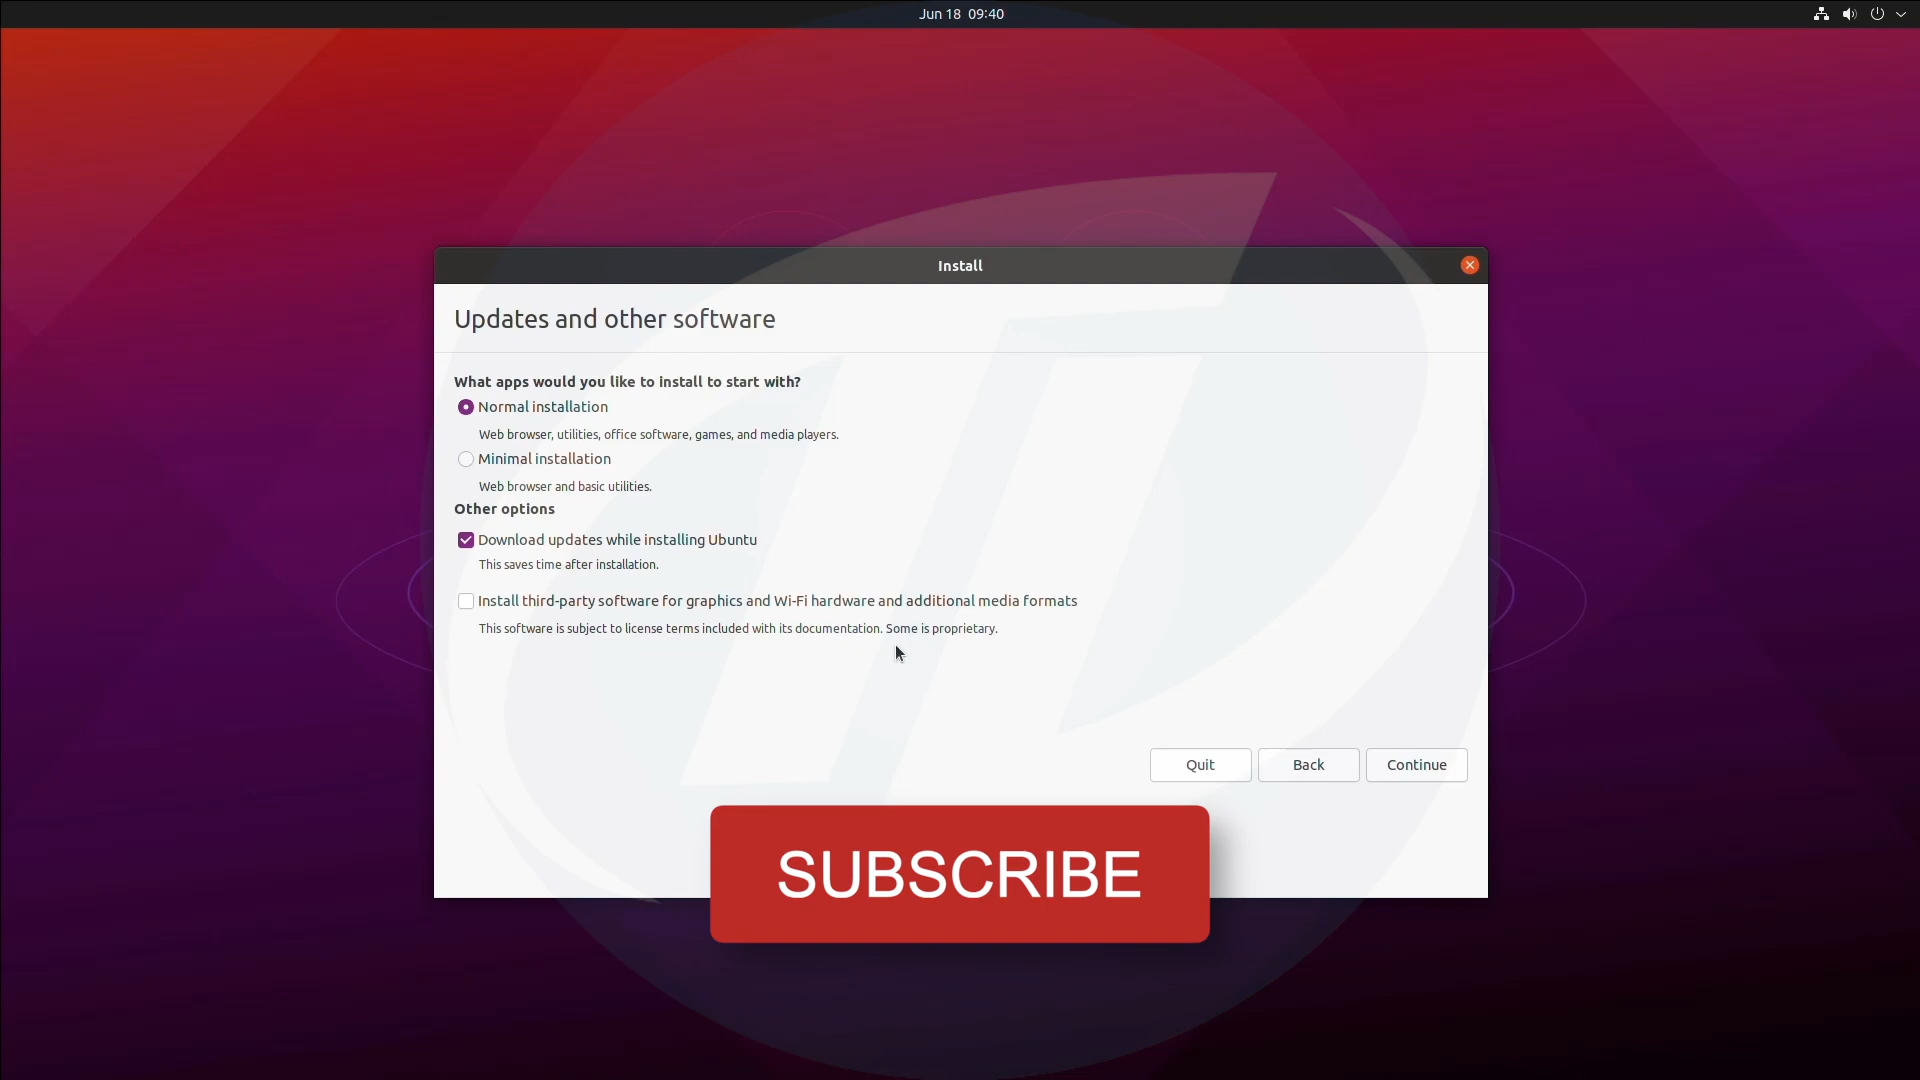 Jun 18 09:40
Install
Updates and other software
What apps would you like to install to start with?
Normal installation
Web browser, utilities, office software, games, and media players.
Minimal installation
Web browser and basic utilities.
Other options
Download updates while installing Ubuntu
This saves time after installation.
Install third-party software for graphics and Wi-Fi hardware and additional media formats
This software is subject to license terms included with its documentation. Some is proprietary.
Quit Back Continue
SUBSCRIBE